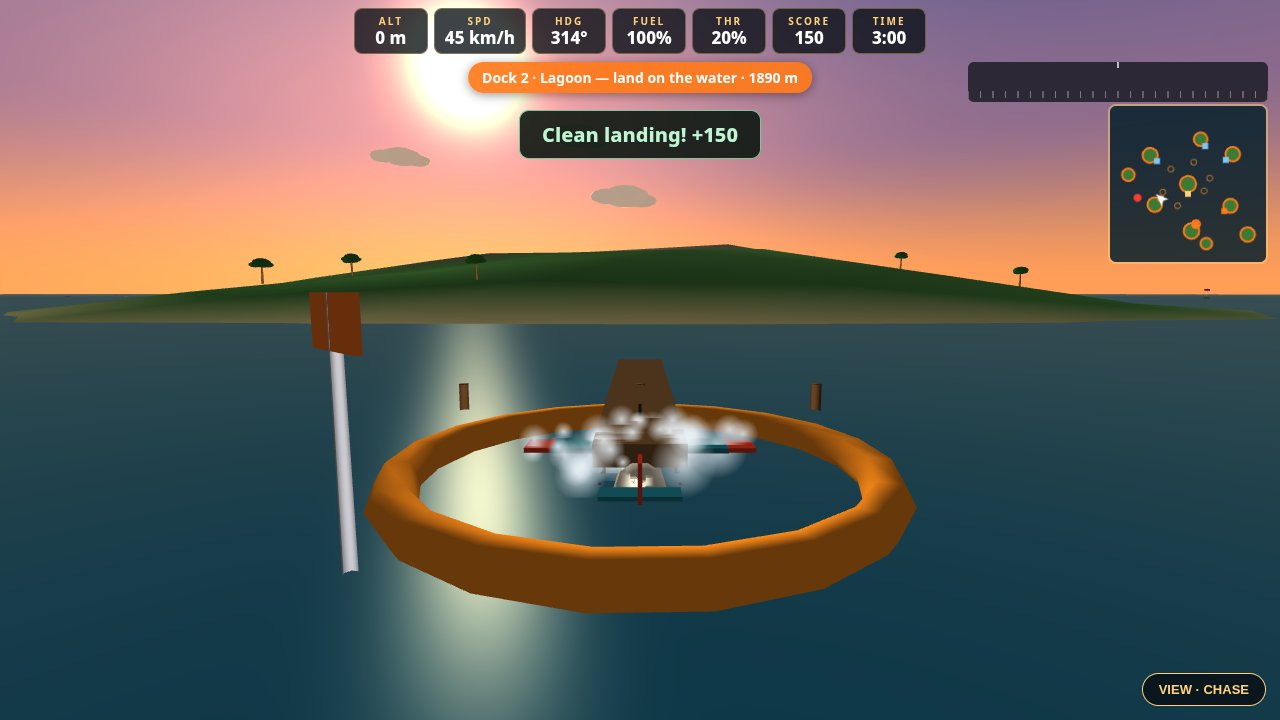 ALT
0 m
SPD
45 km/h
HDG
314°
FUEL
100%
THR
20%
SCORE
150
TIME
3:00
Dock 2 · Lagoon — land on the water · 1890 m
Clean landing! +150
VIEW · CHASE